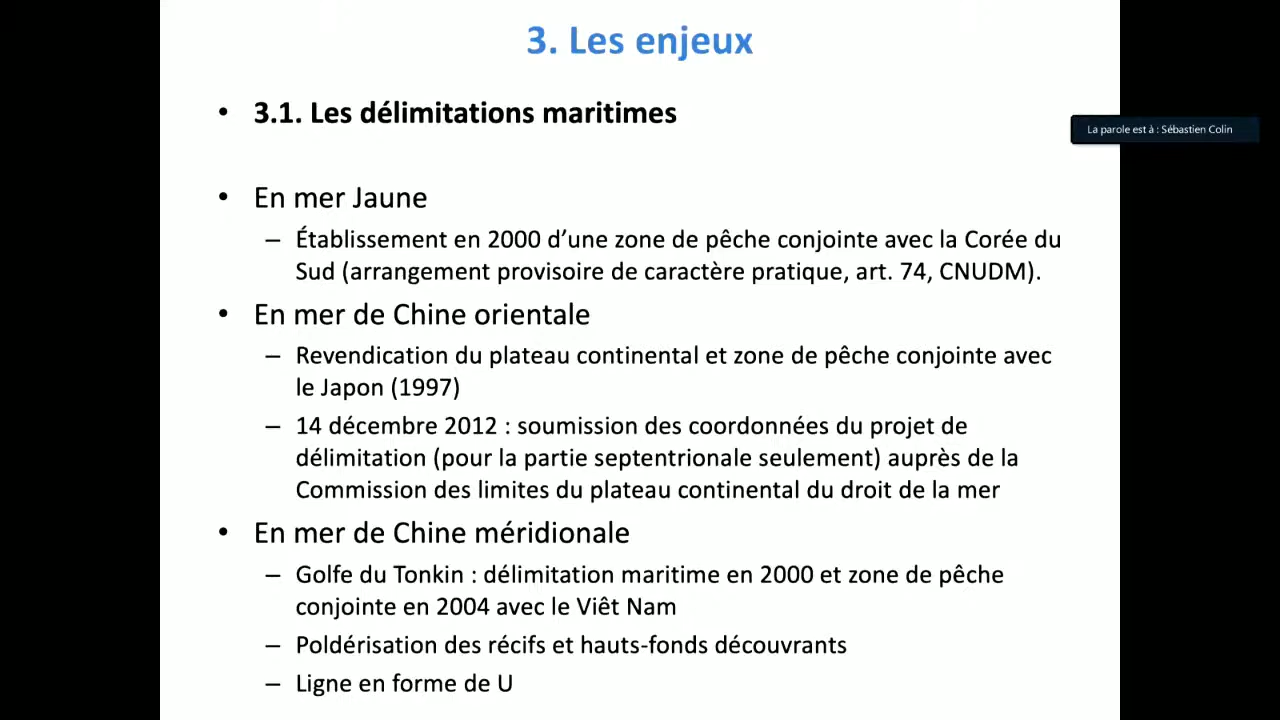 3. Les enjeux
• 3.1. Les délimitations maritimes
La parole est à : Sébastien Colin
• En mer Jaune
– Établissement en 2000 d’une zone de pêche conjointe avec la Corée du
Sud (arrangement provisoire de caractère pratique, art. 74, CNUDM).
• En mer de Chine orientale
– Revendication du plateau continental et zone de pêche conjointe avec
le Japon (1997)
– 14 décembre 2012 : soumission des coordonnées du projet de
délimitation (pour la partie septentrionale seulement) auprès de la
Commission des limites du plateau continental du droit de la mer
• En mer de Chine méridionale
– Golfe du Tonkin : délimitation maritime en 2000 et zone de pêche
conjointe en 2004 avec le Viêt Nam
– Poldérisation des récifs et hauts-fonds découvrants
– Ligne en forme de U